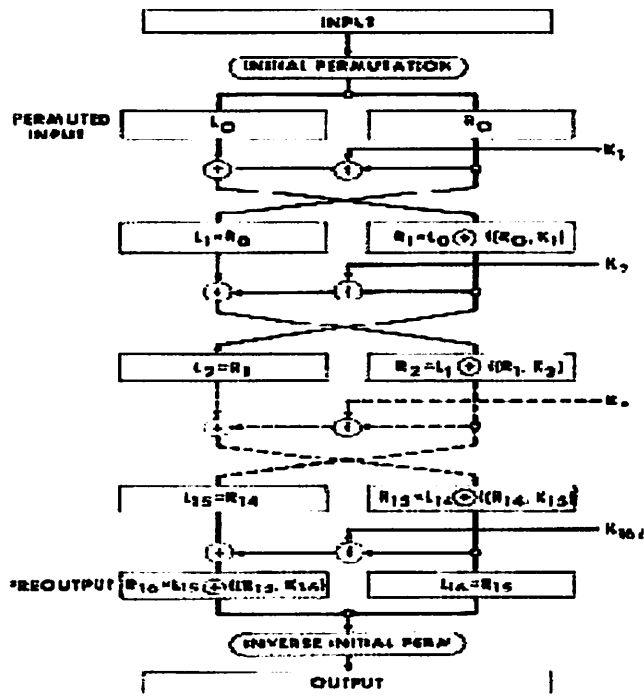 INPUT
INITIAL PERMUTATION
PERMUTED INPUT
L0
R0
K1
L1=R0
R1=L0 ⊕ f(R0, K1)
K2
L2=R1
R2=L1 ⊕ f(R1, K2)
L15=R14
R15=L14 ⊕ f(R14, K15)
K16
PREOUTPUT
R16=L15 ⊕ f(R15, K16)
L16=R15
INVERSE INITIAL PERM
OUTPUT